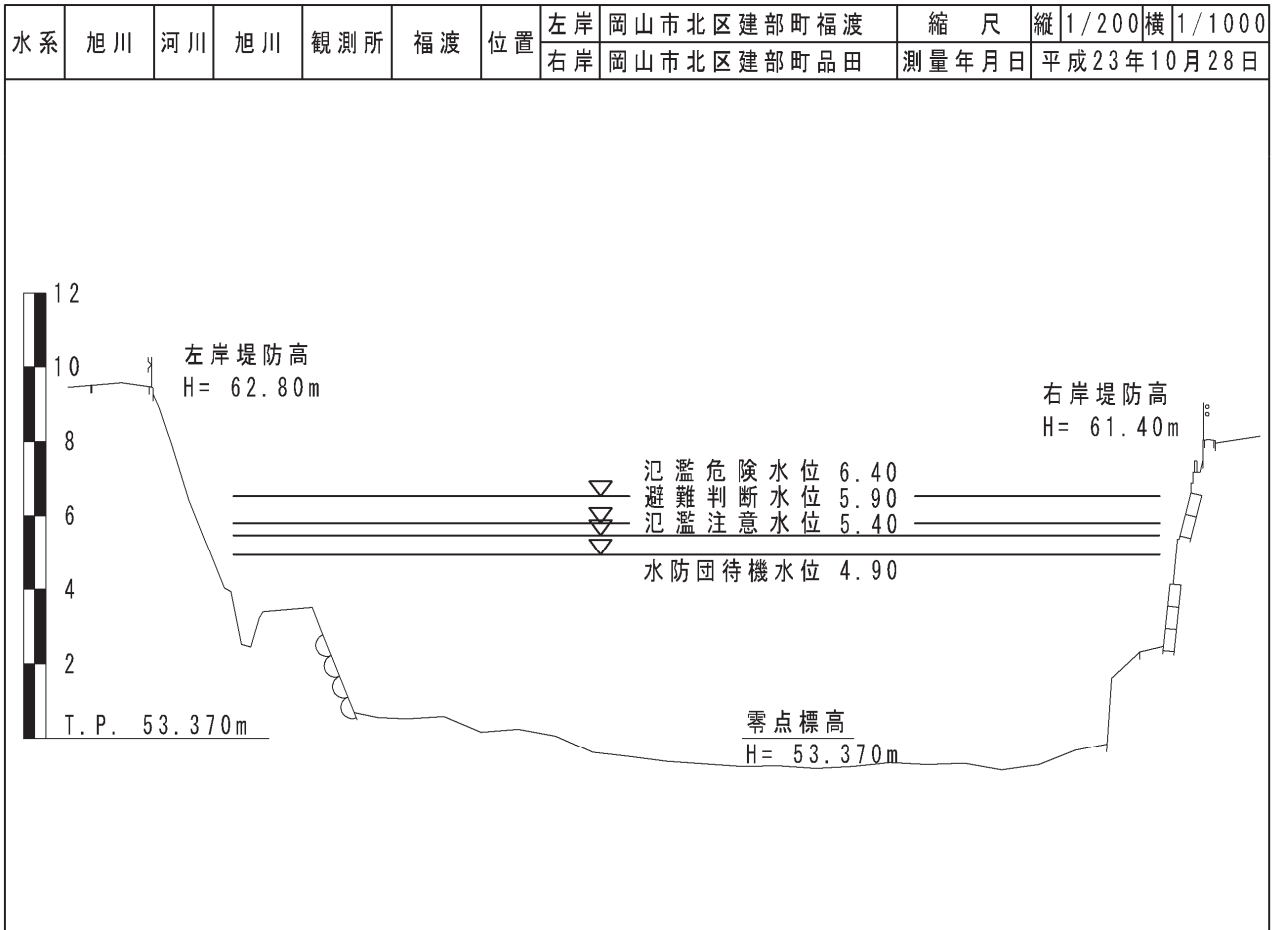 水系 旭川 河川 旭川 観測所 福渡 位置 左岸 岡山市北区建部町福渡 縮尺 縦 1/200 横 1/1000
右岸 岡山市北区建部町品田 測量年月日 平成23年10月28日
12
10
8
6
4
2
左岸堤防高
H= 62.80m
右岸堤防高
H= 61.40m
氾濫危険水位 6.40
避難判断水位 5.90
氾濫注意水位 5.40
水防団待機水位 4.90
T.P. 53.370m
零点標高
H= 53.370m